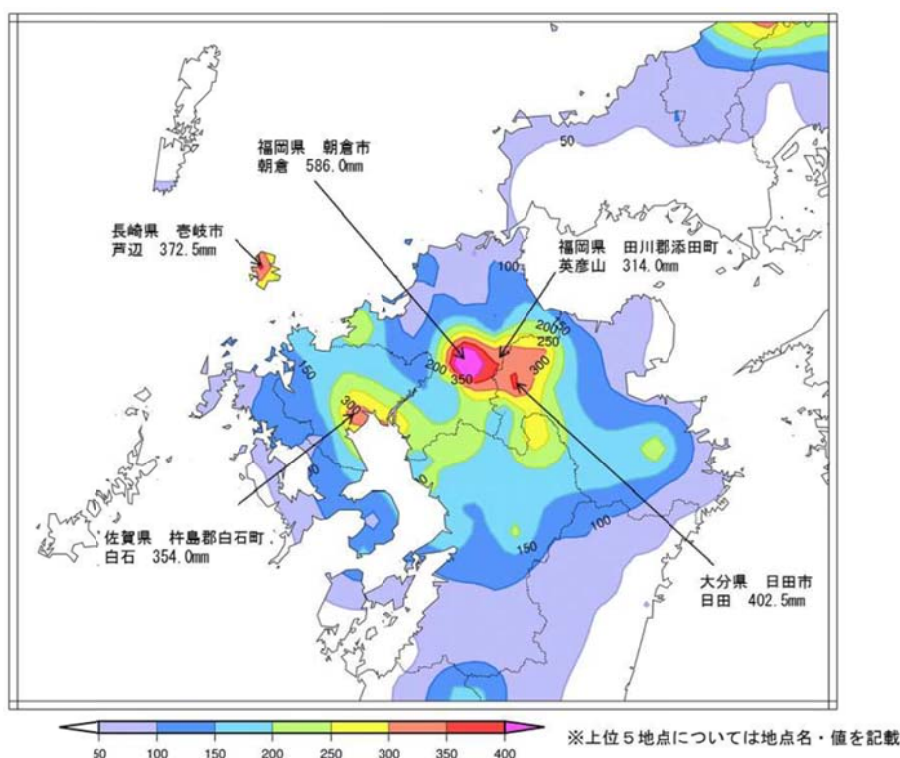 50
福岡県 朝倉市
朝倉 586.0mm
長崎県 壱岐市
芦辺 372.5mm
福岡県 田川郡添田町
英彦山 314.0mm
100
200
250
300
350
200
150
300
佐賀県 杵島郡白石町
白石 354.0mm
100
150
大分県 日田市
日田 402.5mm
50 100 150 200 250 300 350 400
※上位5地点については地点名・値を記載